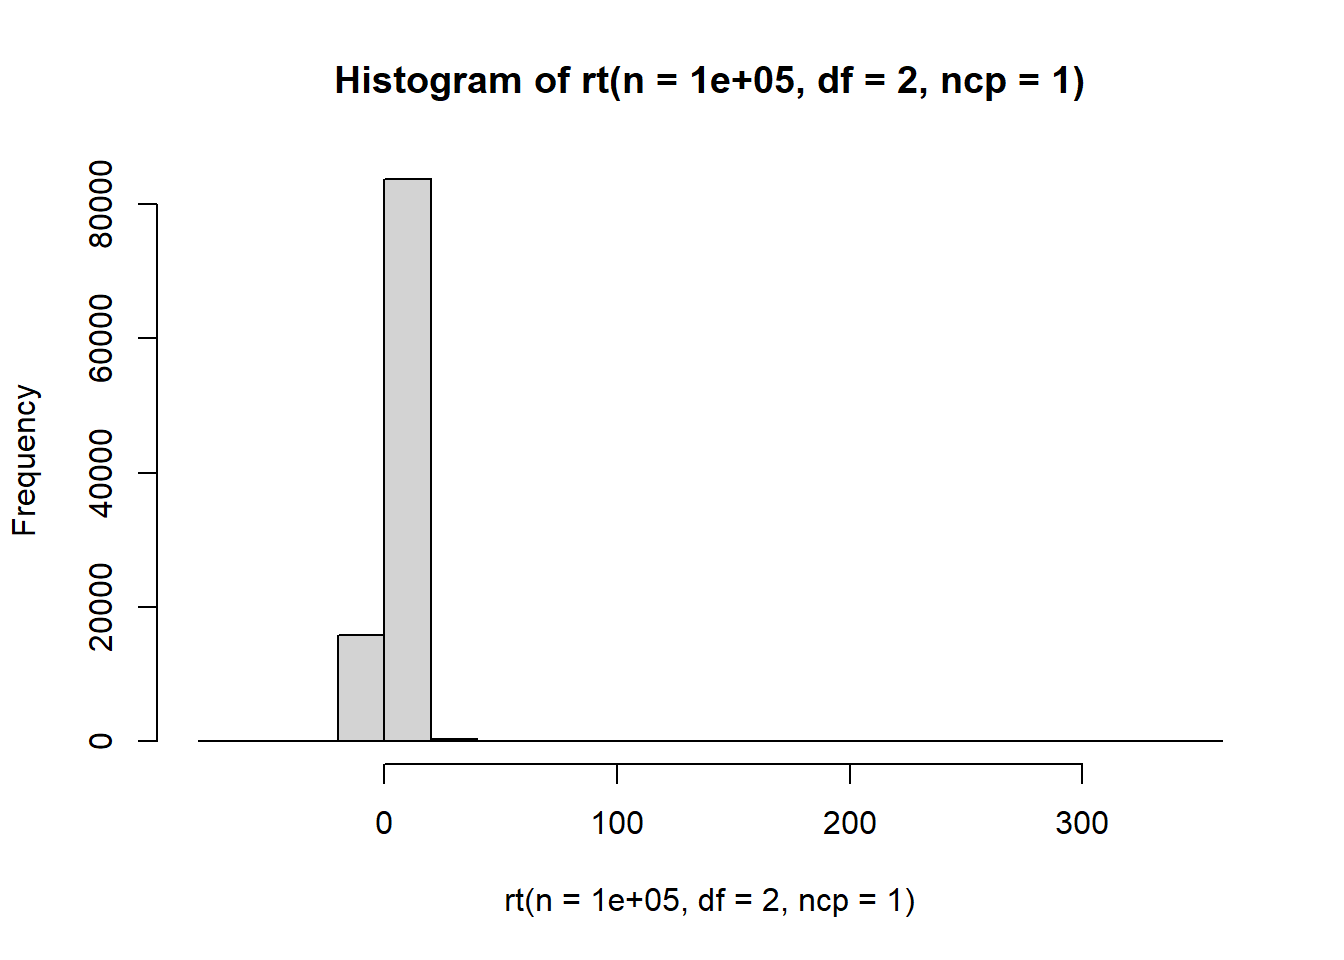 Histogram of rt(n = 1e+05, df = 2, ncp = 1)
Frequency
80000
60000
40000
20000
0
0 100 200 300
rt(n = 1e+05, df = 2, ncp = 1)